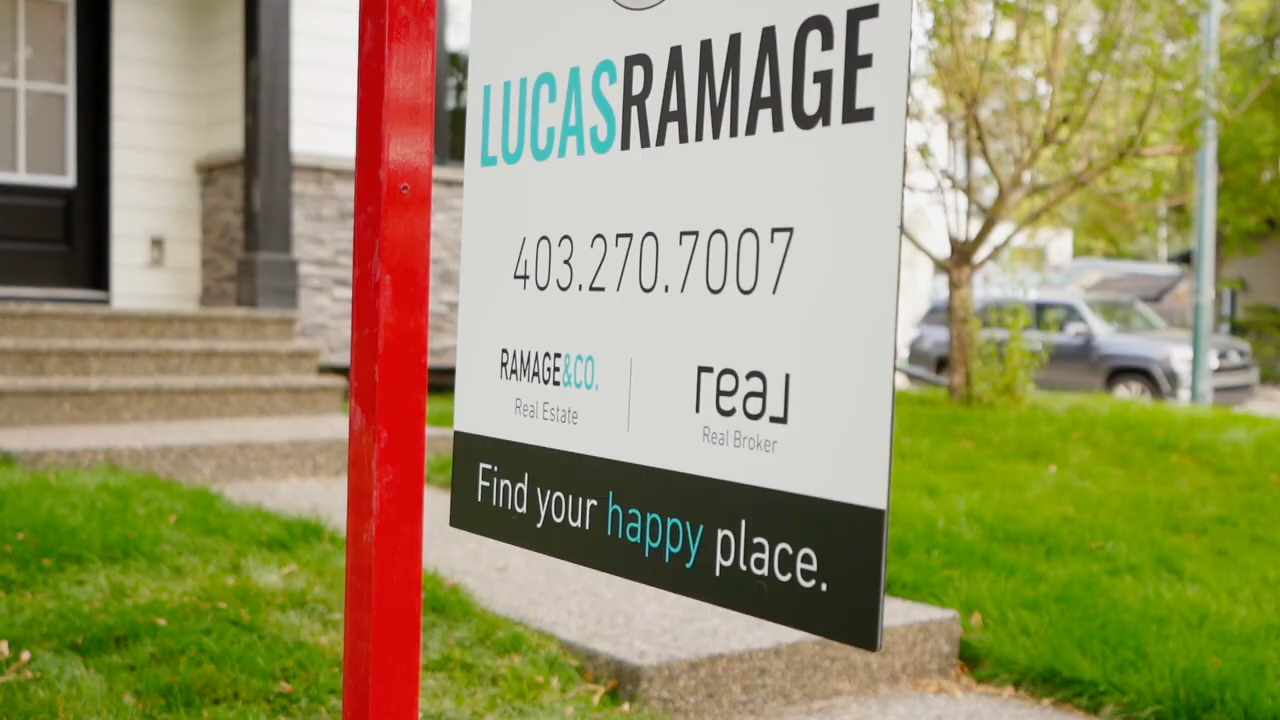 LUCASRAMAGE
403.270.7007
RAMAGE&CO.
Real Estate
real
Real Broker
Find your happy place.